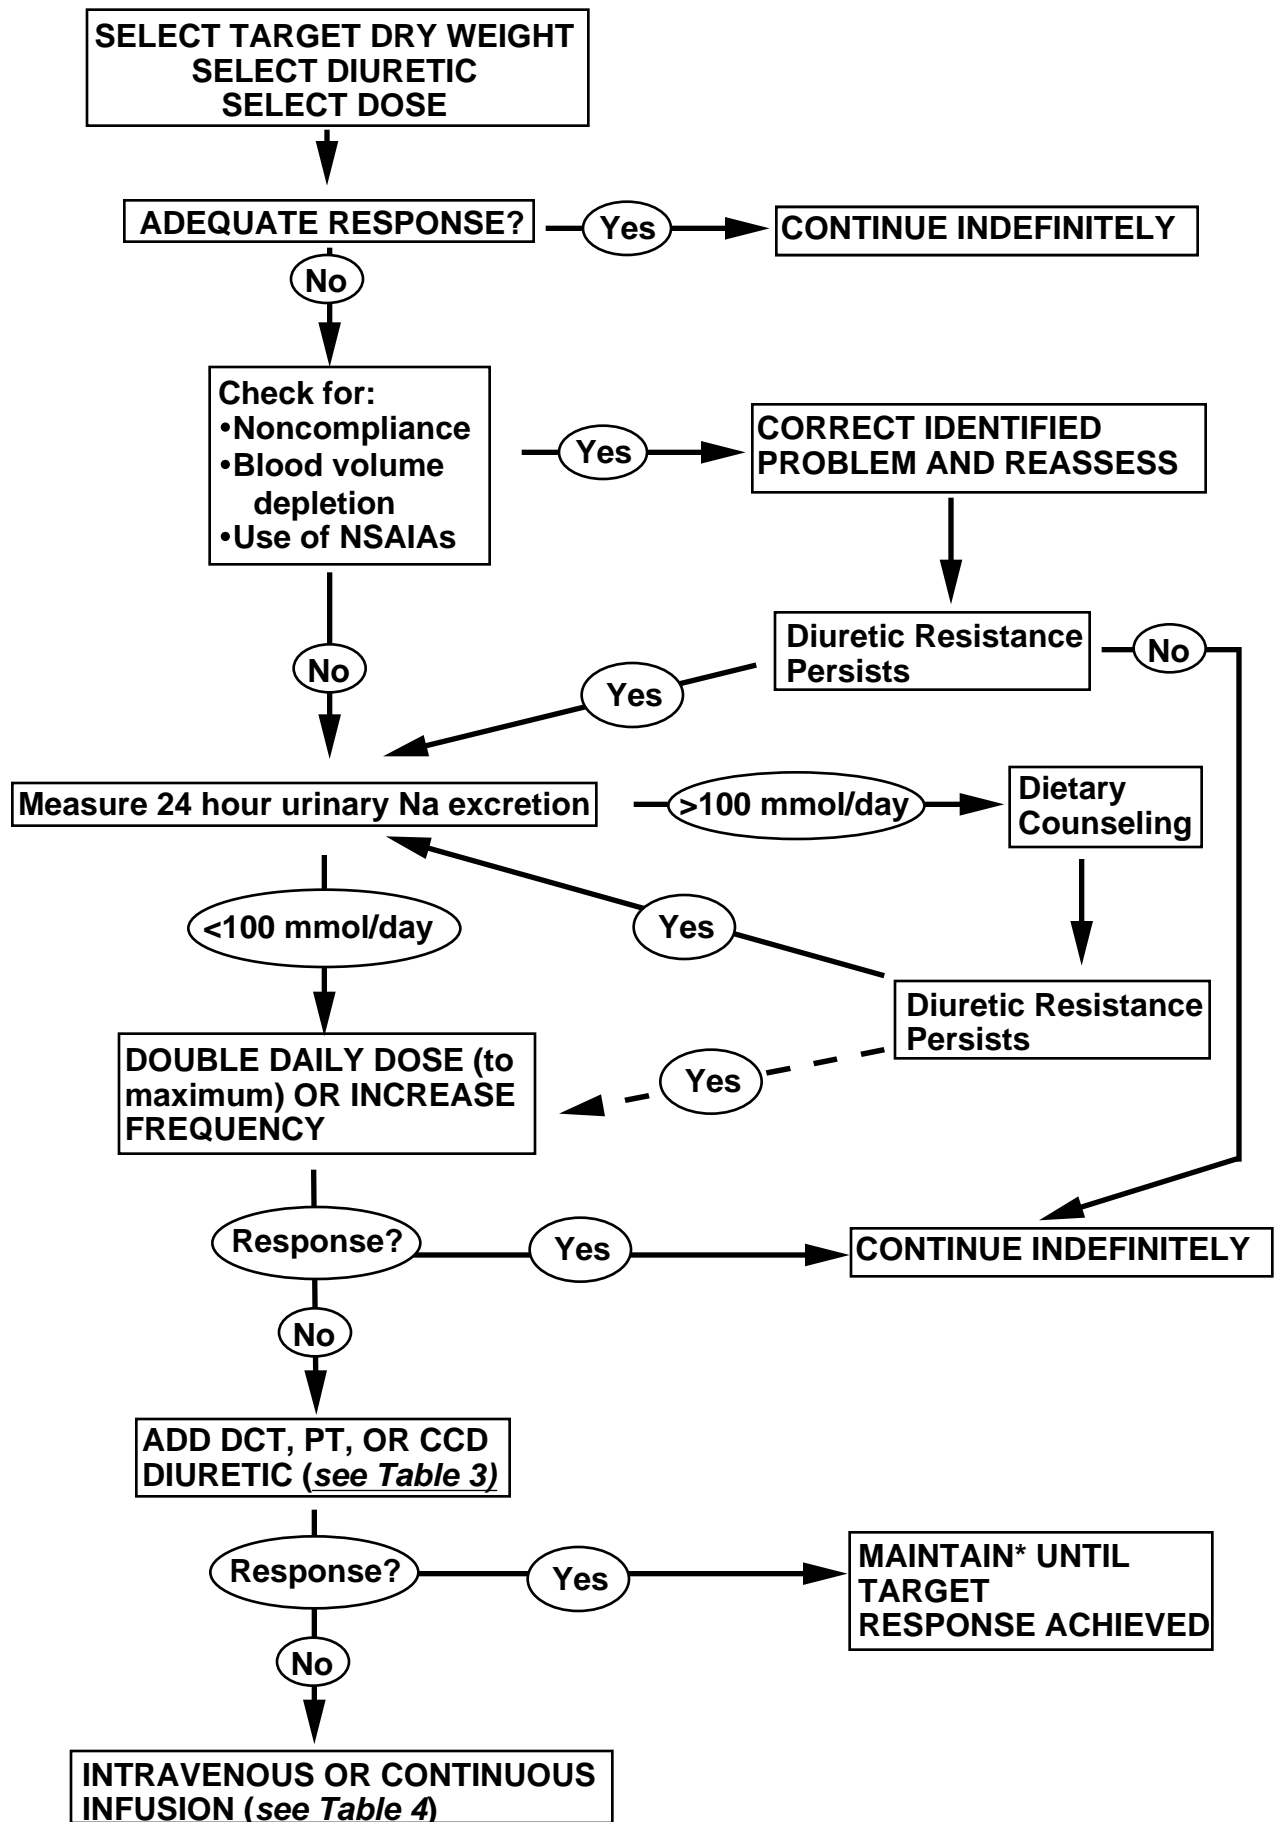 SELECT TARGET DRY WEIGHT
SELECT DIURETIC
SELECT DOSE
ADEQUATE RESPONSE?
Yes
CONTINUE INDEFINITELY
No
Check for:
•Noncompliance
•Blood volume
depletion
•Use of NSAIAs
Yes
CORRECT IDENTIFIED
PROBLEM AND REASSESS
No
Diuretic Resistance
Persists
No
Yes
Measure 24 hour urinary Na excretion
>100 mmol/day
Dietary
Counseling
<100 mmol/day
Yes
Diuretic Resistance
Persists
Yes
DOUBLE DAILY DOSE (to
maximum) OR INCREASE
FREQUENCY
Response?
Yes
CONTINUE INDEFINITELY
No
ADD DCT, PT, OR CCD
DIURETIC (see Table 3)
Response?
Yes
MAINTAIN* UNTIL
TARGET
RESPONSE ACHIEVED
No
INTRAVENOUS OR CONTINUOUS
INFUSION (see Table 4)